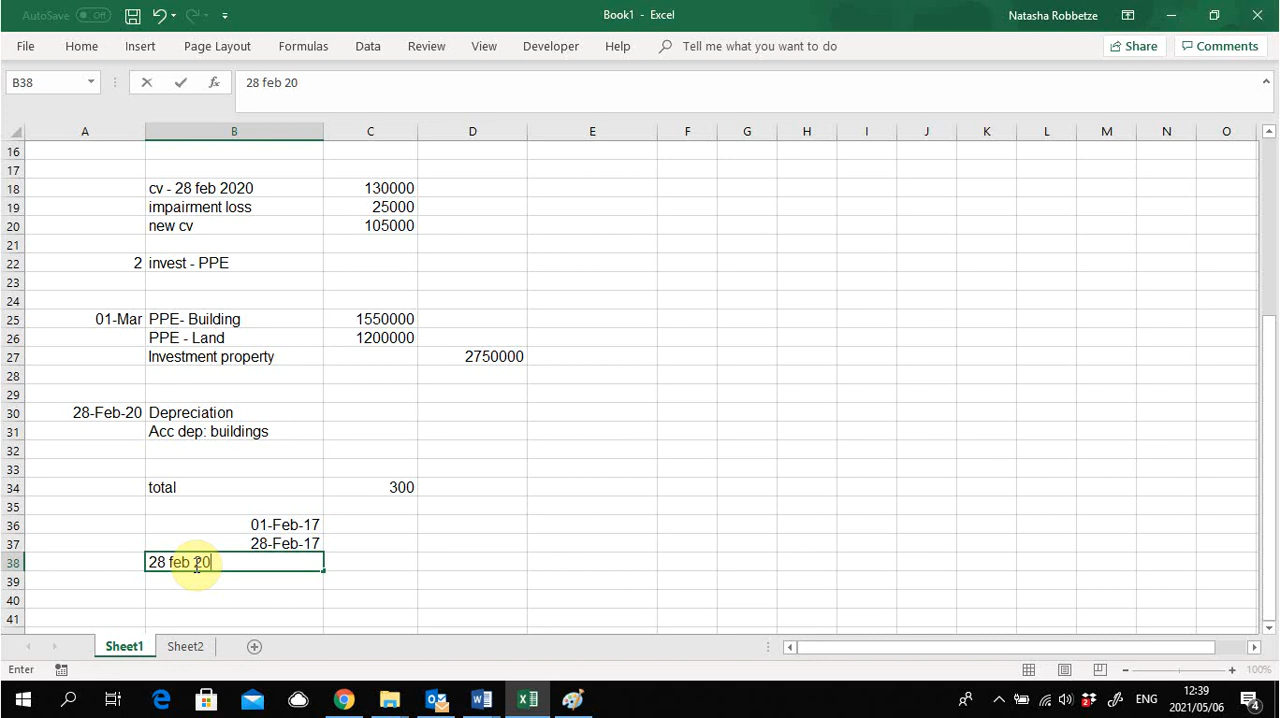 AutoSave Off Book1 - Excel Natasha Robbetze
File Home Insert Page Layout Formulas Data Review View Developer Help Tell me what you want to do Share Comments
B38 fx 28 feb 20
A B C D E F G H I J K L M N O
16
17
18 cv - 28 feb 2020 130000
19 impairment loss 25000
20 new cv 105000
21
22 2 invest - PPE
23
24
25 01-Mar PPE- Building 1550000
26 PPE - Land 1200000
27 Investment property 2750000
28
29
30 28-Feb-20 Depreciation
31 Acc dep: buildings
32
33
34 total 300
35
36 01-Feb-17
37 28-Feb-17
38 28 feb 20
39
40
41
Sheet1 Sheet2
Enter 100%
ENG 12:39
2021/05/06 4